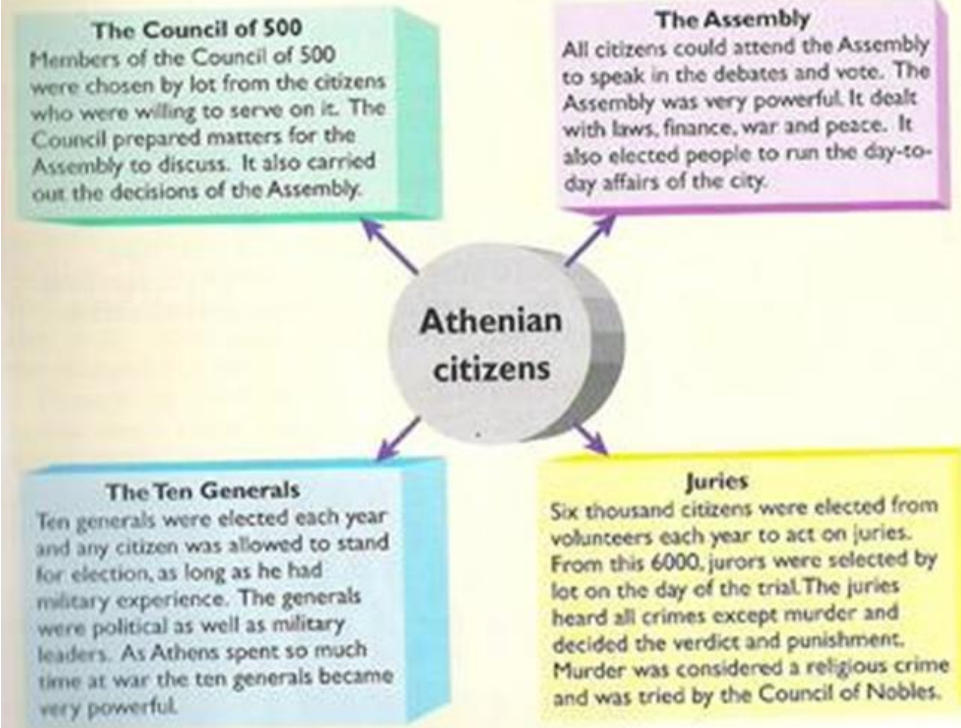 The Council of 500
Members of the Council of 500
were chosen by lot from the citizens
who were willing to serve on it. The
Council prepared matters for the
Assembly to discuss. It also carried
out the decisions of the Assembly.
The Assembly
All citizens could attend the Assembly
to speak in the debates and vote. The
Assembly was very powerful. It dealt
with laws, finance, war and peace. It
also elected people to run the day-to-
day affairs of the city.
Athenian
citizens
The Ten Generals
Ten generals were elected each year
and any citizen was allowed to stand
for election, as long as he had
military experience. The generals
were political as well as military
leaders. As Athens spent so much
time at war the ten generals became
very powerful.
Juries
Six thousand citizens were elected from
volunteers each year to act on juries.
From this 6000, jurors were selected by
lot on the day of the trial. The juries
heard all crimes except murder and
decided the verdict and punishment.
Murder was considered a religious crime
and was tried by the Council of Nobles.